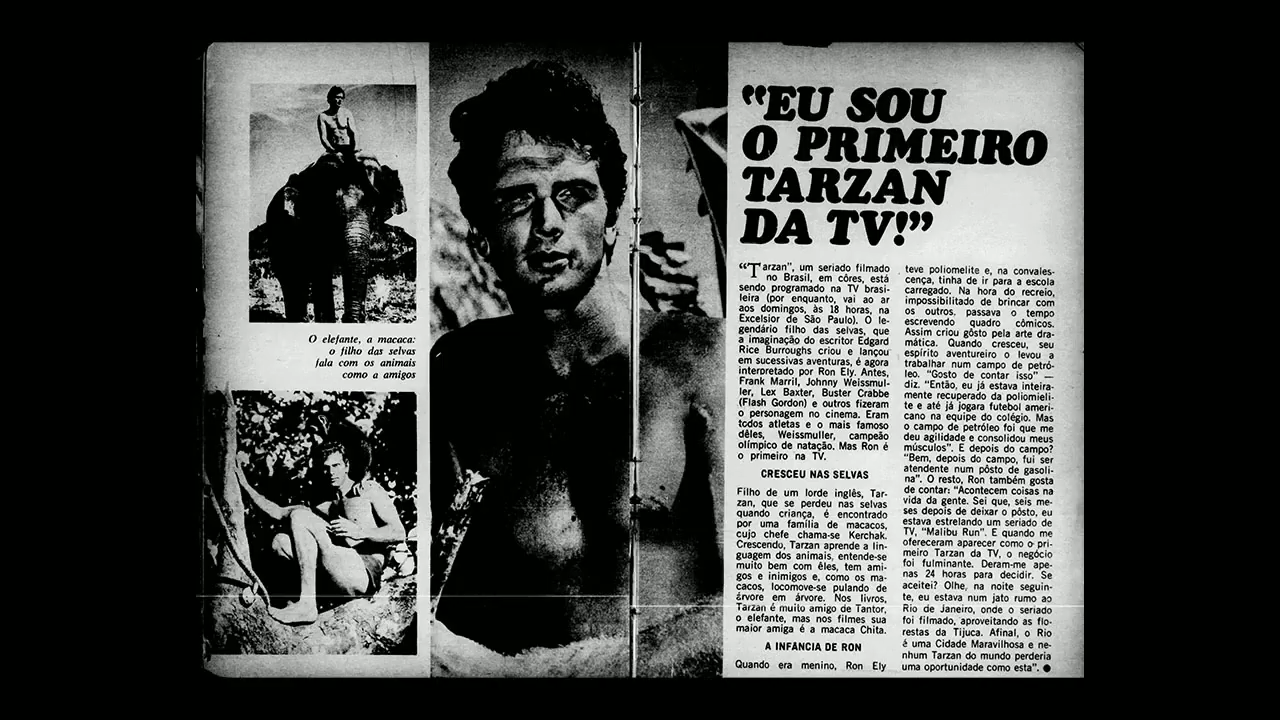 O elefante, a macaca:
o filho das selvas
fala com os animais
como a amigos
“EU SOU
O PRIMEIRO
TARZAN
DA TV!”
“Tarzan”, um seriado filmado
no Brasil, em côres, está
sendo programado na TV brasi-
leira (por enquanto, vai ao ar
aos domingos, às 18 horas, na
Excelsior de São Paulo). O le-
gendário filho das selvas, que
a imaginação do escritor Edgard
Rice Burroughs criou e lançou
em sucessivas aventuras, é agora
interpretado por Ron Ely. Antes,
Frank Marril, Johnny Weissmul-
ler, Lex Baxter, Buster Crabbe
(Flash Gordon) e outros fizeram
o personagem no cinema. Eram
todos atletas e o mais famoso
dêles, Weissmuller, campeão
olímpico de natação. Mas Ron é
o primeiro na TV.
CRESCEU NAS SELVAS
Filho de um lorde inglês, Tar-
zan, que se perdeu nas selvas
quando criança, é encontrado
por uma família de macacos,
cujo chefe chama-se Kerchak.
Crescendo, Tarzan aprende a lin-
guagem dos animais, entende-se
muito bem com êles, tem ami-
gos e inimigos e, como os ma-
cacos, locomove-se pulando de
árvore em árvore. Nos livros,
Tarzan é muito amigo de Tantor,
o elefante, mas nos filmes sua
maior amiga é a macaca Chita.
A INFÂNCIA DE RON
Quando era menino, Ron Ely
teve poliomelite e, na convales-
cença, tinha de ir para a escola
carregado. Na hora do recreio,
impossibilitado de brincar com
os outros, passava o tempo
escrevendo quadro cômicos.
Assim criou gôsto pela arte dra-
mática. Quando cresceu, seu
espírito aventureiro o levou a
trabalhar num campo de petró-
leo. “Gosto de contar isso” —
diz. “Então, eu já estava inteira-
mente recuperado da poliomieli-
te e até já jogara futebol ameri-
cano na equipe do colégio. Mas
o campo de petróleo foi que me
deu agilidade e consolidou meus
músculos”. E depois do campo?
“Bem, depois do campo, fui ser
atendente num pôsto de gasoli-
na”. O resto, Ron também gosta
de contar: “Acontecem coisas na
vida da gente. Sei que, seis me-
ses depois de deixar o pôsto, eu
estava estrelando um seriado de
TV, “Malibu Run”. E quando me
ofereceram aparecer como o pri-
meiro Tarzan da TV, o negócio
foi fulminante. Deram-me ape-
nas 24 horas para decidir. Se
aceitei? Olhe, na noite seguin-
te, eu estava num jato rumo ao
Rio de Janeiro, onde o seriado
foi filmado, aproveitando as flo-
restas da Tijuca. Afinal, o Rio
é uma Cidade Maravilhosa e ne-
nhum Tarzan do mundo perderia
uma oportunidade como esta”. ●